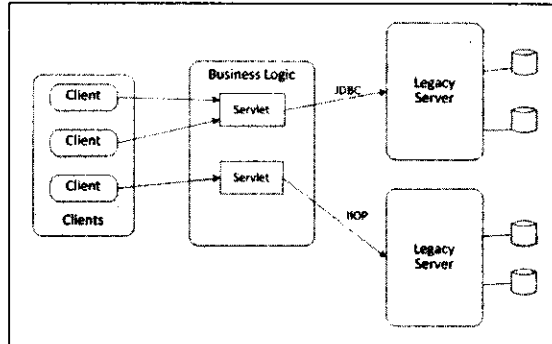 Business Logic
Client
Client
Client
Clients
Servlet
Servlet
JDBC
IIOP
Legacy
Server
Legacy
Server